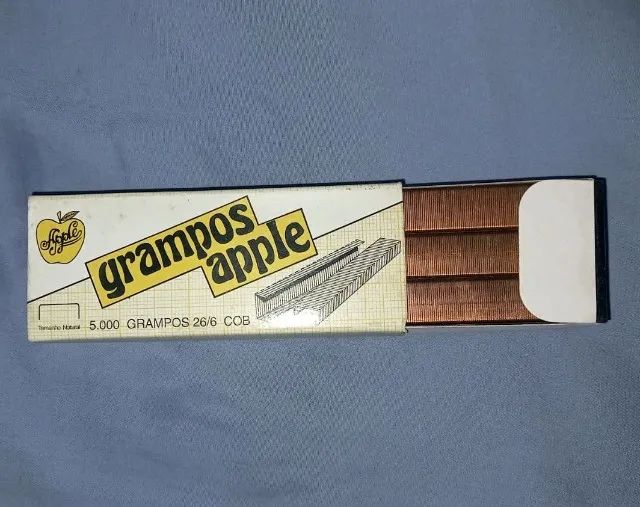 Apple
grampos
apple
Tamanho Natural
5.000 GRAMPOS 26/6 COB